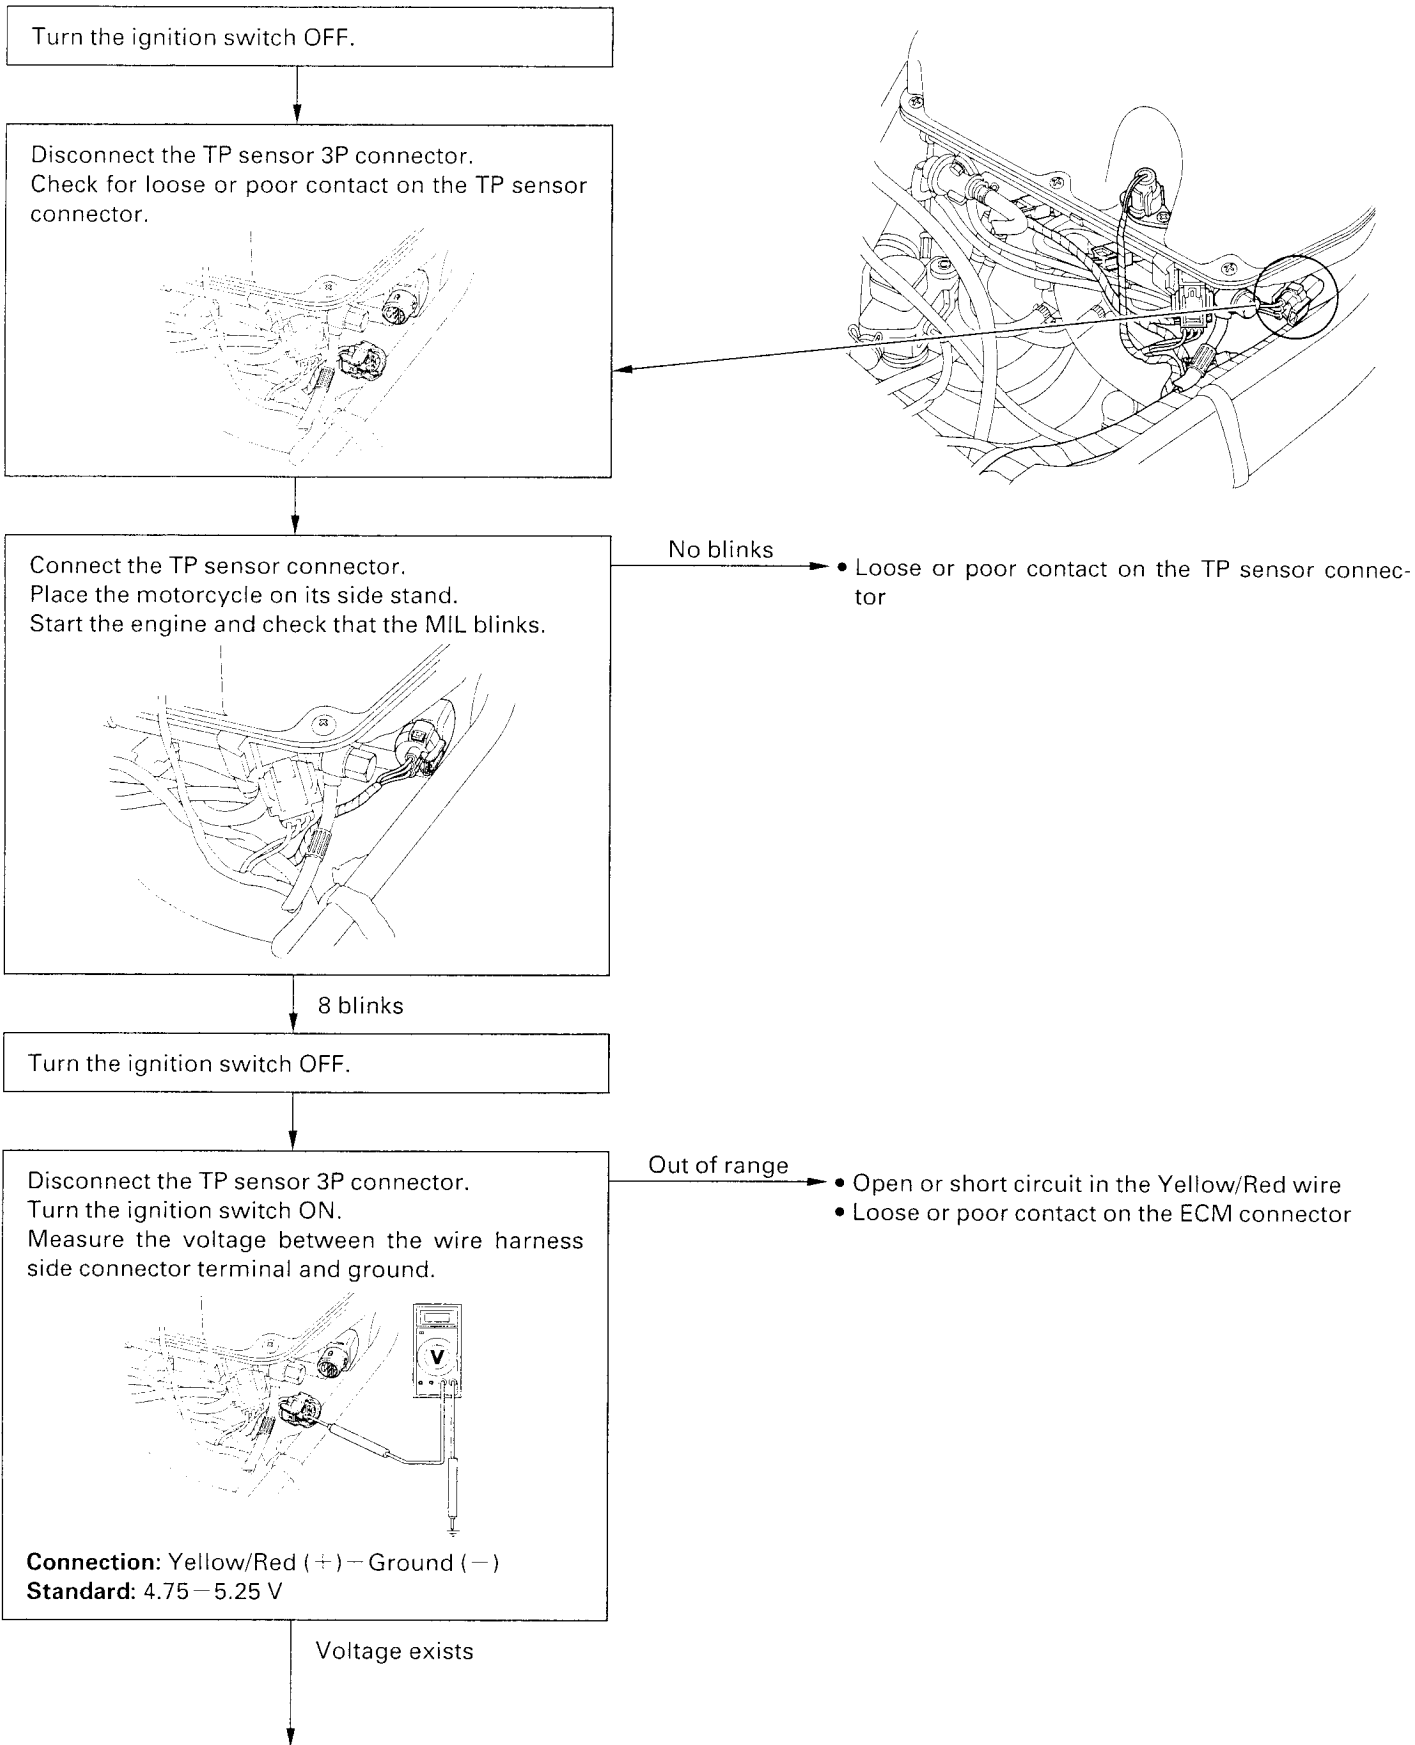 Turn the ignition switch OFF.
Disconnect the TP sensor 3P connector.
Check for loose or poor contact on the TP sensor
connector.
Connect the TP sensor connector.
Place the motorcycle on its side stand.
Start the engine and check that the MIL blinks.
No blinks
• Loose or poor contact on the TP sensor connec-
tor
8 blinks
Turn the ignition switch OFF.
Disconnect the TP sensor 3P connector.
Turn the ignition switch ON.
Measure the voltage between the wire harness
side connector terminal and ground.
Out of range
• Open or short circuit in the Yellow/Red wire
• Loose or poor contact on the ECM connector
V
Connection: Yellow/Red (+)－Ground (－)
Standard: 4.75－5.25 V
Voltage exists